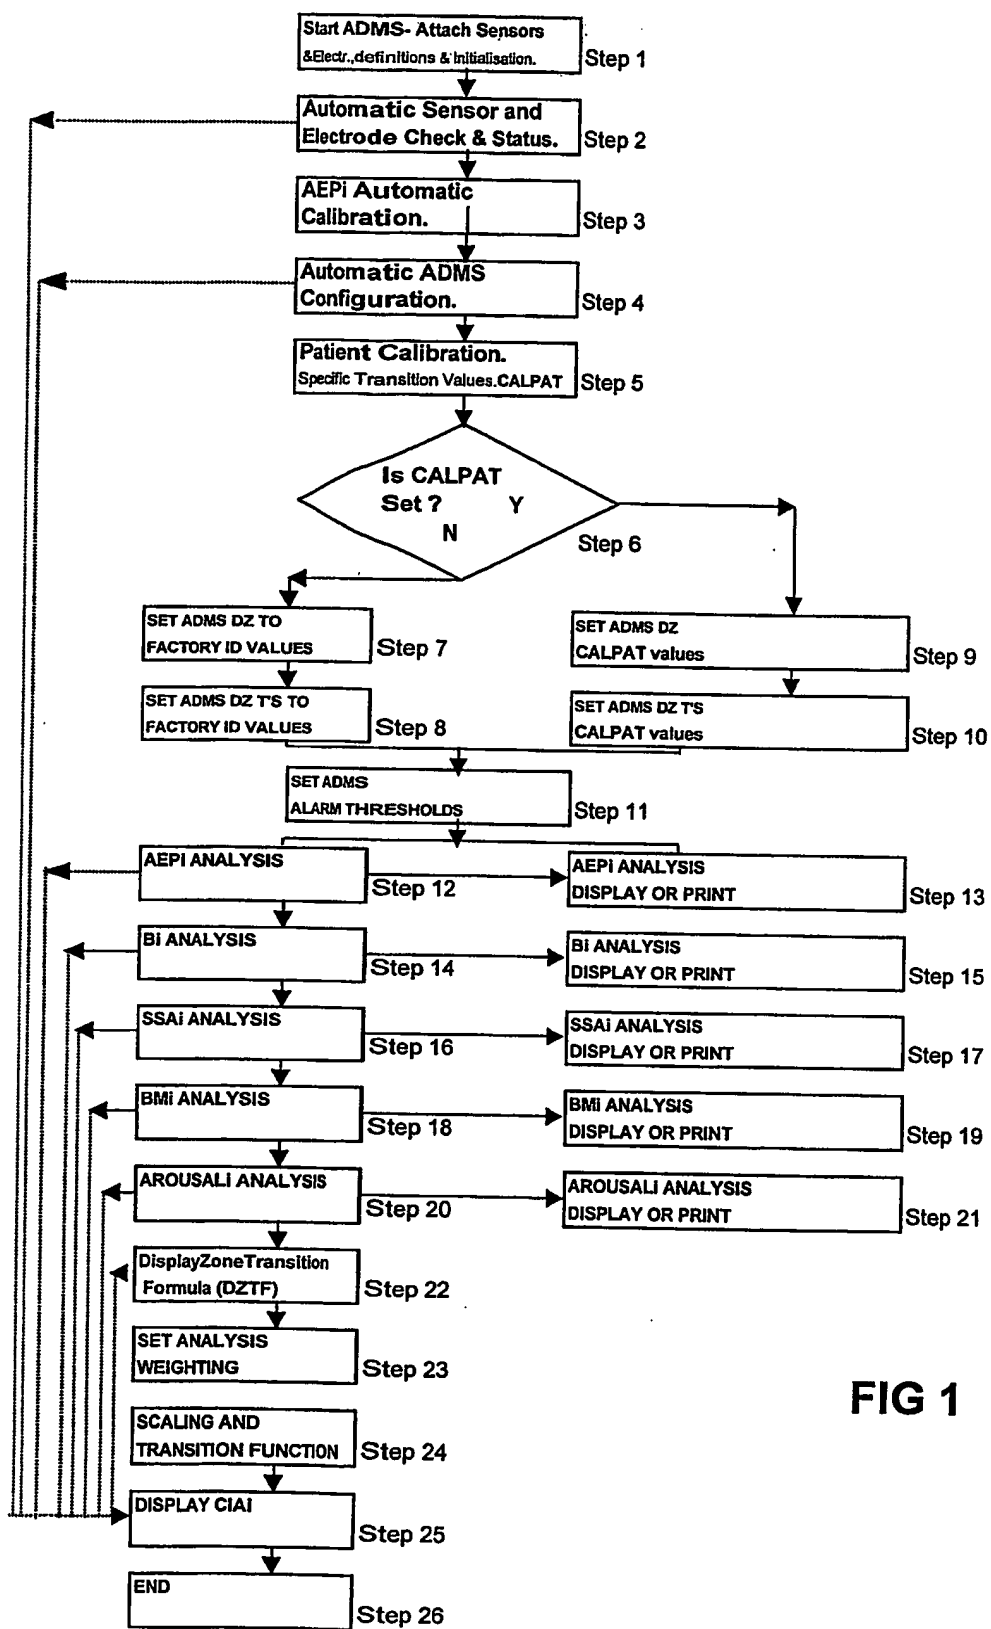 Start ADMS- Attach Sensors
&Electr.,definitions & Initialisation.
Step 1
Automatic Sensor and
Electrode Check & Status.
Step 2
AEPi Automatic
Calibration.
Step 3
Automatic ADMS
Configuration.
Step 4
Patient Calibration.
Specific Transition Values.CALPAT
Step 5
Is CALPAT
Set ? Y
N
Step 6
SET ADMS DZ TO
FACTORY ID VALUES
Step 7
SET ADMS DZ
CALPAT values
Step 9
SET ADMS DZ T'S TO
FACTORY ID VALUES
Step 8
SET ADMS DZ T'S
CALPAT values
Step 10
SET ADMS
ALARM THRESHOLDS
Step 11
AEPi ANALYSIS
Step 12
AEPi ANALYSIS
DISPLAY OR PRINT
Step 13
Bi ANALYSIS
Step 14
Bi ANALYSIS
DISPLAY OR PRINT
Step 15
SSAi ANALYSIS
Step 16
SSAi ANALYSIS
DISPLAY OR PRINT
Step 17
BMi ANALYSIS
Step 18
BMi ANALYSIS
DISPLAY OR PRINT
Step 19
AROUSALi ANALYSIS
Step 20
AROUSALi ANALYSIS
DISPLAY OR PRINT
Step 21
DisplayZoneTransition
Formula (DZTF)
Step 22
SET ANALYSIS
WEIGHTING
Step 23
SCALING AND
TRANSITION FUNCTION
Step 24
DISPLAY CIAi
Step 25
END
Step 26
FIG 1